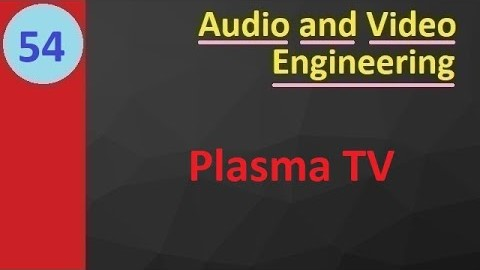 54
Audio and Video
Engineering
Plasma TV